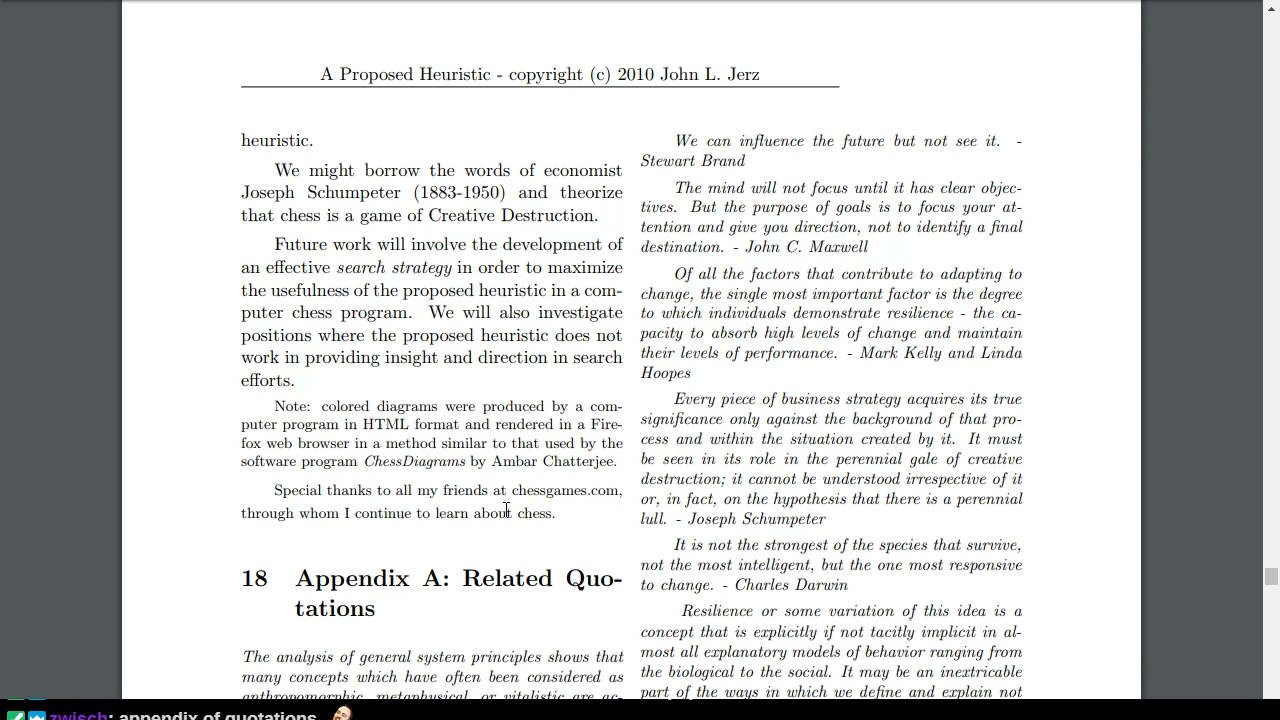 A Proposed Heuristic - copyright (c) 2010 John L. Jerz
heuristic.
We might borrow the words of economist
Joseph Schumpeter (1883-1950) and theorize
that chess is a game of Creative Destruction.
Future work will involve the development of
an effective search strategy in order to maximize
the usefulness of the proposed heuristic in a com-
puter chess program. We will also investigate
positions where the proposed heuristic does not
work in providing insight and direction in search
efforts.
Note: colored diagrams were produced by a com-
puter program in HTML format and rendered in a Fire-
fox web browser in a method similar to that used by the
software program ChessDiagrams by Ambar Chatterjee.
Special thanks to all my friends at chessgames.com,
through whom I continue to learn about chess.
18 Appendix A: Related Quo-
tations
The analysis of general system principles shows that
many concepts which have often been considered as
anthropomorphic, metaphysical, or vitalistic are ac-
We can influence the future but not see it. -
Stewart Brand
The mind will not focus until it has clear objec-
tives. But the purpose of goals is to focus your at-
tention and give you direction, not to identify a final
destination. - John C. Maxwell
Of all the factors that contribute to adapting to
change, the single most important factor is the degree
to which individuals demonstrate resilience - the ca-
pacity to absorb high levels of change and maintain
their levels of performance. - Mark Kelly and Linda
Hoopes
Every piece of business strategy acquires its true
significance only against the background of that pro-
cess and within the situation created by it. It must
be seen in its role in the perennial gale of creative
destruction; it cannot be understood irrespective of it
or, in fact, on the hypothesis that there is a perennial
lull. - Joseph Schumpeter
It is not the strongest of the species that survive,
not the most intelligent, but the one most responsive
to change. - Charles Darwin
Resilience or some variation of this idea is a
concept that is explicitly if not tacitly implicit in al-
most all explanatory models of behavior ranging from
the biological to the social. It may be an inextricable
part of the ways in which we define and explain not
zwisch: appendix of quotations